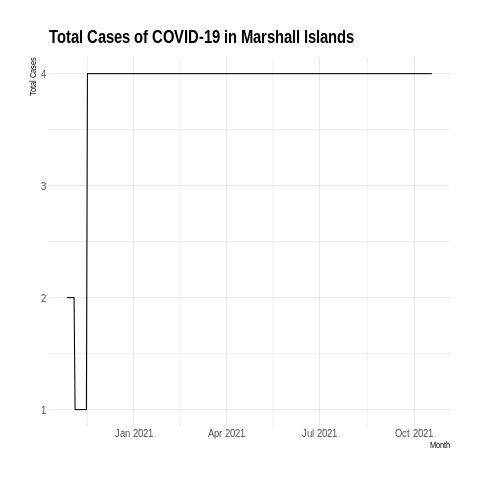 Total Cases of COVID-19 in Marshall Islands
Total Cases
4
3
2
1
Jan 2021 Apr 2021 Jul 2021 Oct 2021
Month